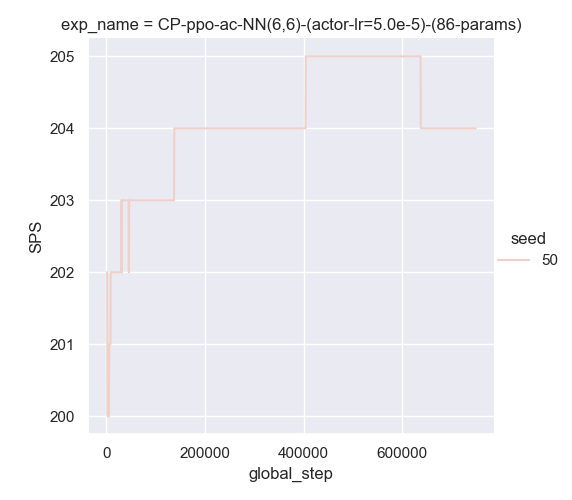 exp_name = CP-ppo-ac-NN(6,6)-(actor-lr=5.0e-5)-(86-params)
205
204
203
202
201
200
SPS
0 200000 400000 600000
global_step
seed
50